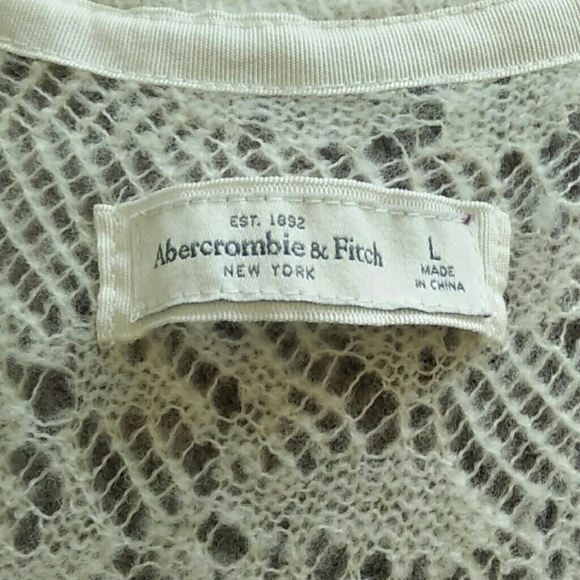 EST. 1892
Abercrombie & Fitch
NEW YORK
L
MADE
IN CHINA